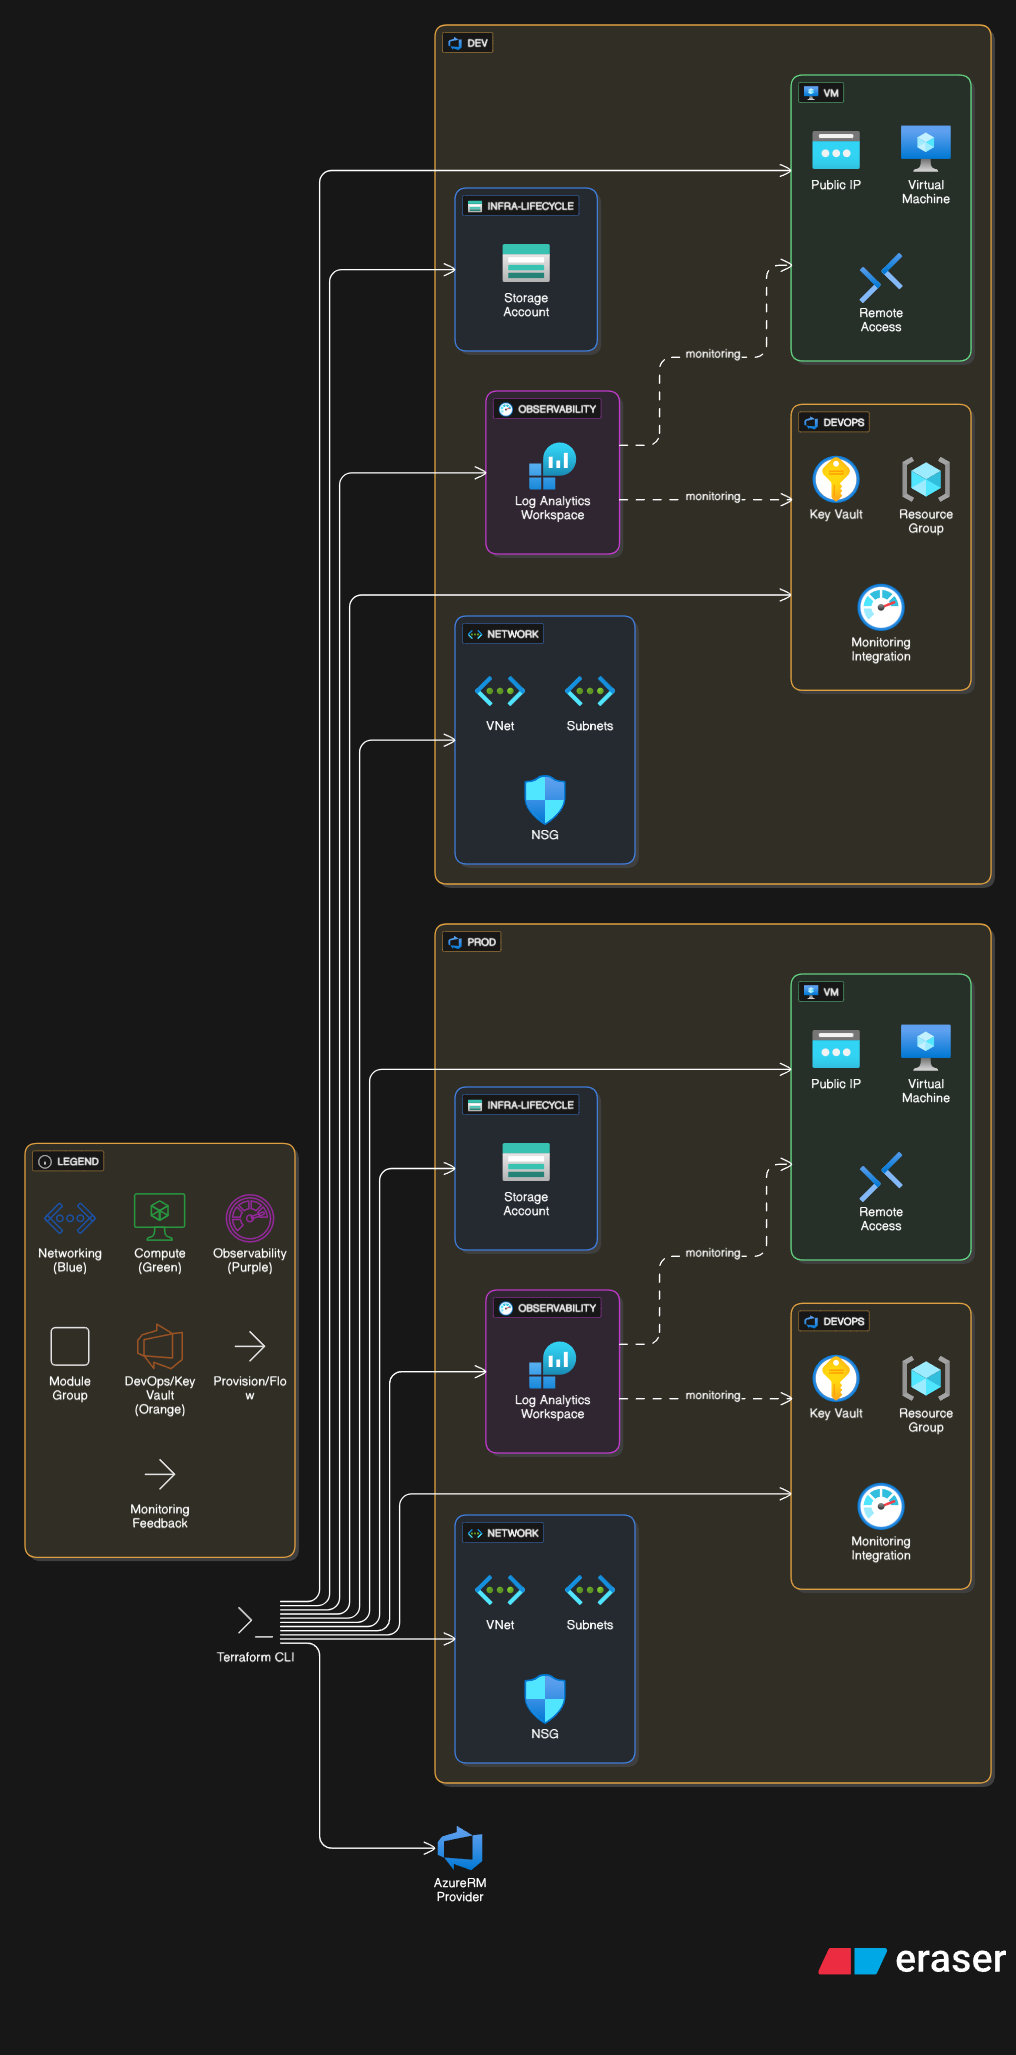 DEV
VM
Public IP
Virtual
Machine
Remote
Access
INFRA-LIFECYCLE
Storage
Account
monitoring
OBSERVABILITY
Log Analytics
Workspace
monitoring
DEVOPS
Key Vault
Resource
Group
Monitoring
Integration
NETWORK
VNet
Subnets
NSG
PROD
VM
Public IP
Virtual
Machine
Remote
Access
INFRA-LIFECYCLE
Storage
Account
monitoring
OBSERVABILITY
Log Analytics
Workspace
monitoring
DEVOPS
Key Vault
Resource
Group
Monitoring
Integration
NETWORK
VNet
Subnets
NSG
LEGEND
Networking
(Blue)
Compute
(Green)
Observability
(Purple)
Module
Group
DevOps/Key
Vault
(Orange)
Provision/Flo
w
Monitoring
Feedback
Terraform CLI
AzureRM
Provider
eraser